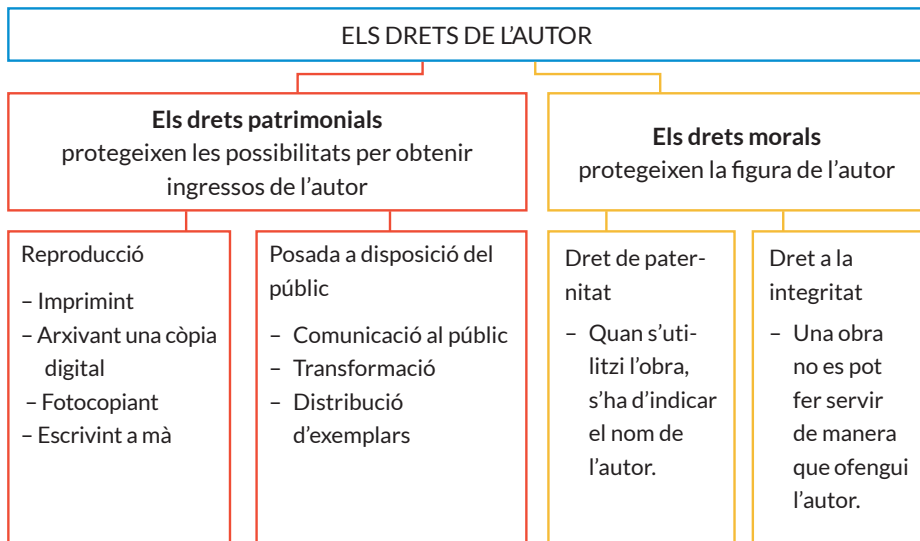 ELS DRETS DE L'AUTOR
Els drets patrimonials
protegeixen les possibilitats per obtenir
ingressos de l'autor
Els drets morals
protegeixen la figura de l'autor
Reproducció
– Imprimint
– Arxivant una còpia
digital
– Fotocopiant
– Escrivint a mà
Posada a disposició del
públic
– Comunicació al públic
– Transformació
– Distribució
d'exemplars
Dret de pater-
nitat
– Quan s'uti-
litzi l'obra,
s'ha d'indicar
el nom de
l'autor.
Dret a la
integritat
– Una obra
no es pot
fer servir
de manera
que ofengui
l'autor.